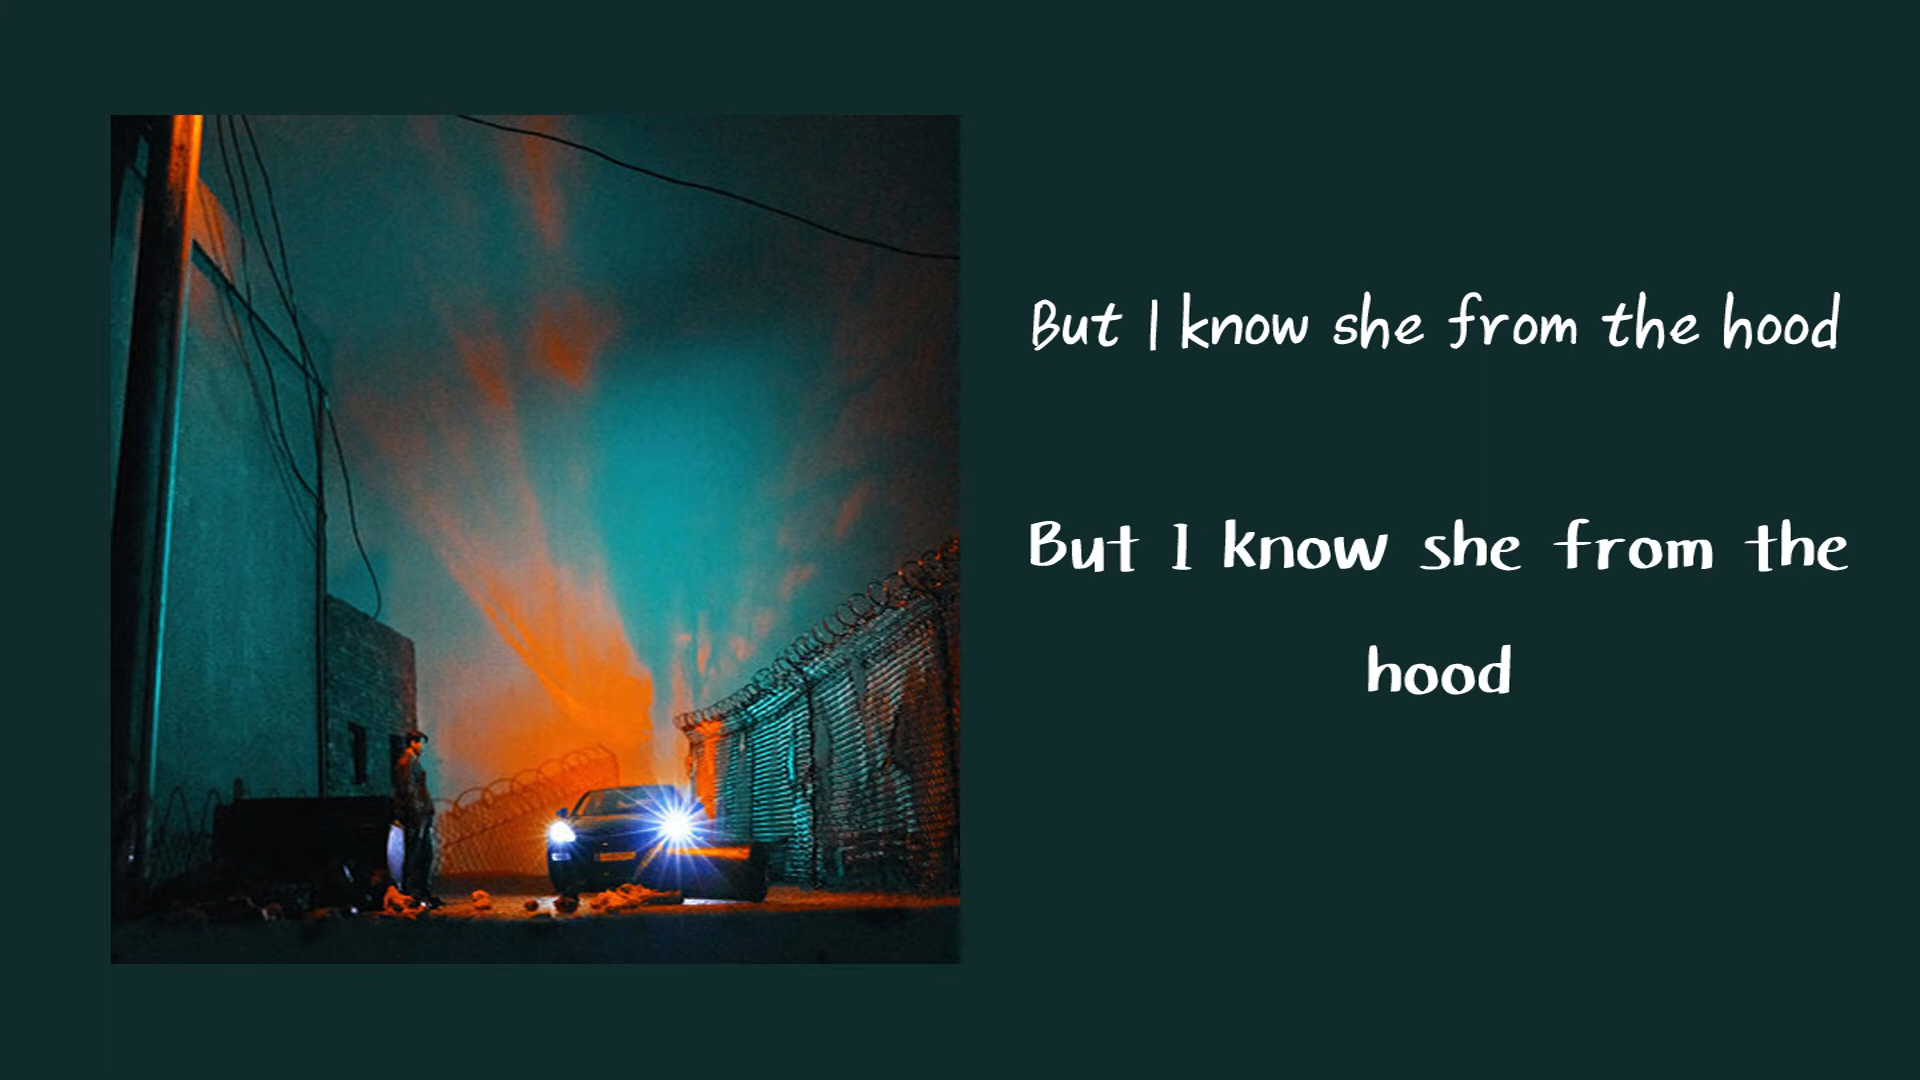 But I know she from the hood
But I know she from the
hood